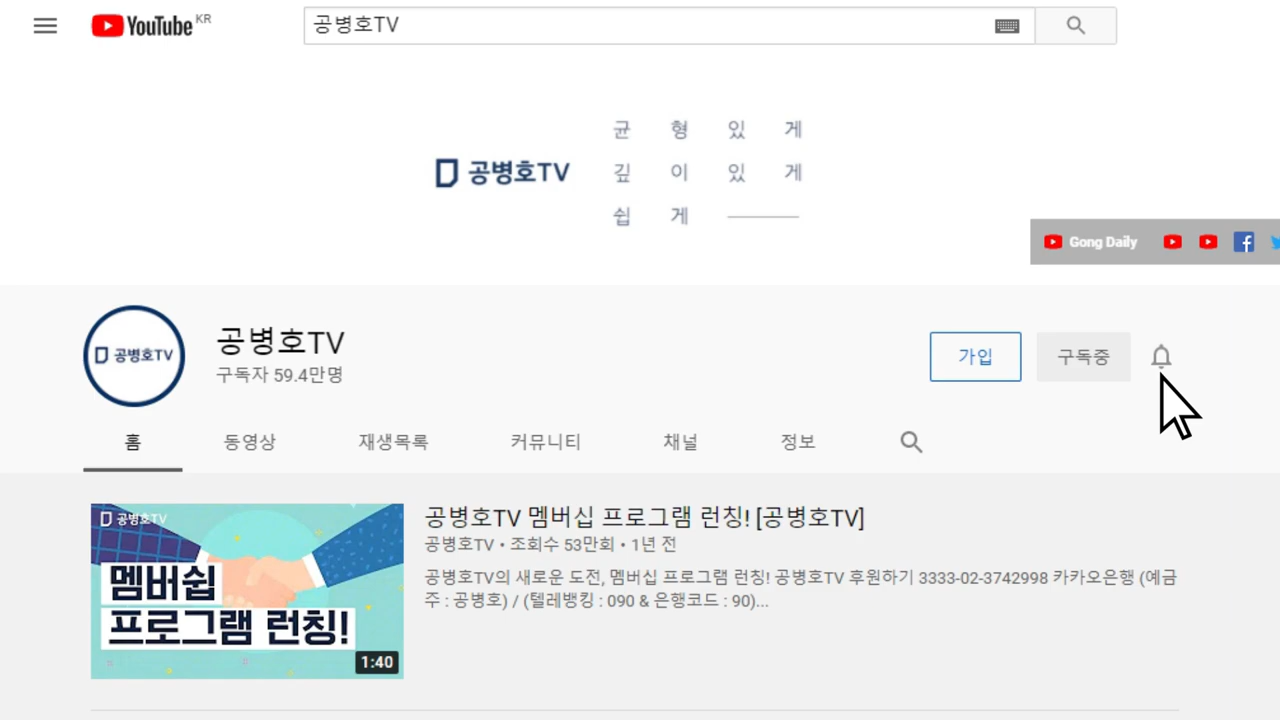 YouTube KR
공병호TV
공병호TV
균 형 있 게
깊 이 있 게
쉽 게
Gong Daily
공병호TV
공병호TV
구독자 59.4만명
가입
구독중
홈 동영상 재생목록 커뮤니티 채널 정보
공병호TV
멤버쉽
프로그램 런칭!
1:40
공병호TV 멤버십 프로그램 런칭! [공병호TV]
공병호TV • 조회수 53만회 • 1년 전
공병호TV의 새로운 도전, 멤버십 프로그램 런칭! 공병호TV 후원하기 3333-02-3742998 카카오은행 (예금
주 : 공병호) / (텔레뱅킹 : 090 & 은행코드 : 90)...